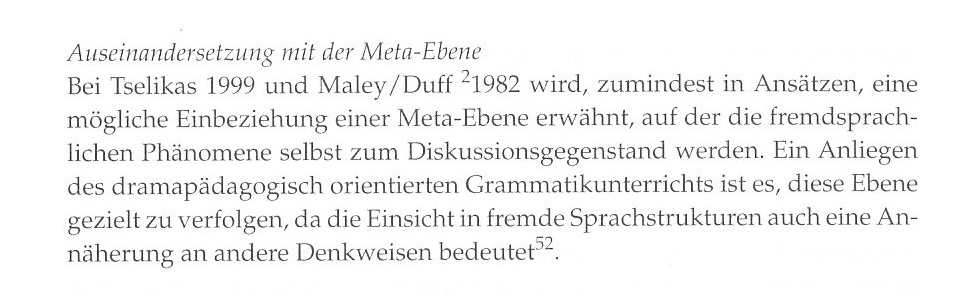 Auseinandersetzung mit der Meta-Ebene
Bei Tselikas 1999 und Maley/Duff ²1982 wird, zumindest in Ansätzen, eine
mögliche Einbeziehung einer Meta-Ebene erwähnt, auf der die fremdsprach-
lichen Phänomene selbst zum Diskussionsgegenstand werden. Ein Anliegen
des dramapädagogisch orientierten Grammatikunterrichts ist es, diese Ebene
gezielt zu verfolgen, da die Einsicht in fremde Sprachstrukturen auch eine An-
näherung an andere Denkweisen bedeutet⁵².